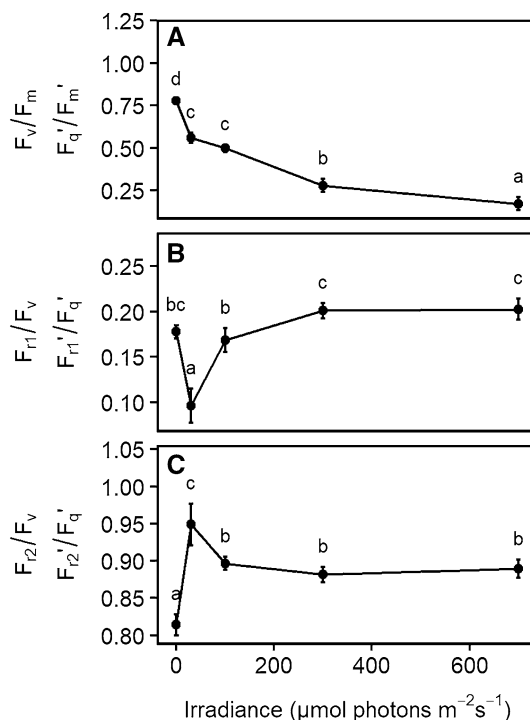 A
1.25
1.00
0.75
0.50
0.25
Fv/Fm
Fq'/Fm'
d
c
c
b
a
B
0.25
0.20
0.15
0.10
Fr1/Fv
Fr1'/Fq'
bc
a
b
c
c
C
1.05
1.00
0.95
0.90
0.85
0.80
Fr2/Fv
Fr2'/Fq'
a
c
b
b
b
0 200 400 600
Irradiance (μmol photons m⁻²s⁻¹)